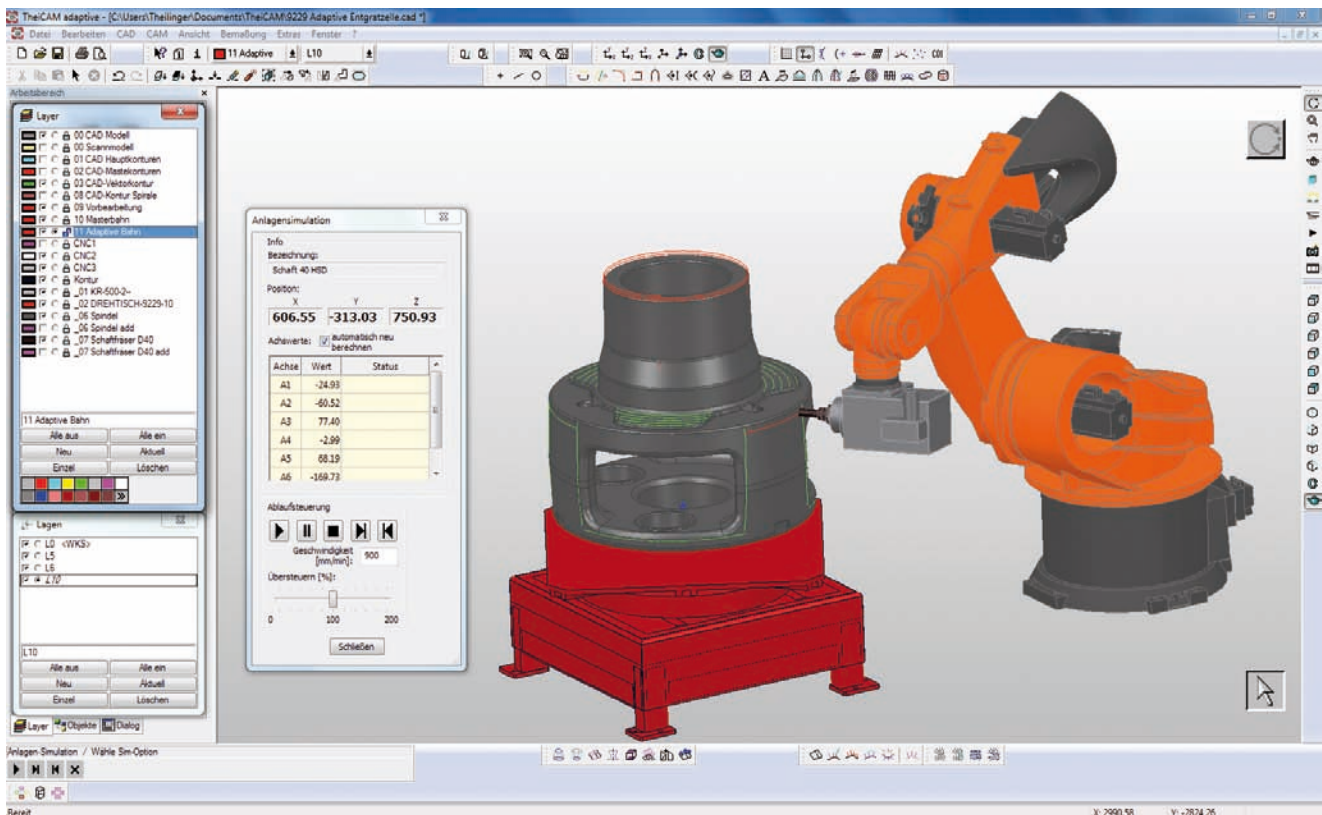 TheiCAM adaptive - [C:\Users\Theilinger\Documents\TheiCAM\9229 Adaptive Entgratzelle.cad *]
Datei Bearbeiten CAD CAM Ansicht Bemaßung Extras Fenster ?
11 Adaptive L10
Arbeitsbereich
Layer
00 CAD Modell
00 Scannmodell
01 CAD Hauptkonturen
02 CAD-Mastekonturen
03 CAD-Vektorkontur
08 CAD-Kontur Spirale
09 Vorbearbeitung
10 Masterbahn
11 Adaptive Bahn
CNC1
CNC2
CNC3
Kontur
_01 KR-500-2--
_02 DREHTISCH-9229-10
_06 Spindel
_06 Spindel add
_07 Schaftfräser D40
_07 Schaftfräser D40 add
11 Adaptive Bahn
Alle aus Alle ein
Neu Aktuell
Einzel Löschen
Lagen
L0 <WKS>
L5
L6
L10
L10
Alle aus Alle ein
Neu Aktuell
Einzel Löschen
Layer Objekte Dialog
Anlagensimulation
Info
Bezeichnung:
Schaft 40 HSD
Position:
X Y Z
606.55 -313.03 750.93
Achswerte: automatisch neu
berechnen
Achse Wert Status
A1 -24.93
A2 -60.52
A3 77.40
A4 -2.99
A5 68.19
A6 -169.73
Ablaufsteuerung
Geschwindigkeit
[mm/min]: 900
Übersteuern [%]:
0 100 200
Schließen
Anlagen-Simulation / Wähle Sim-Option
Bereit
X: 2990.58 Y: -2824.26